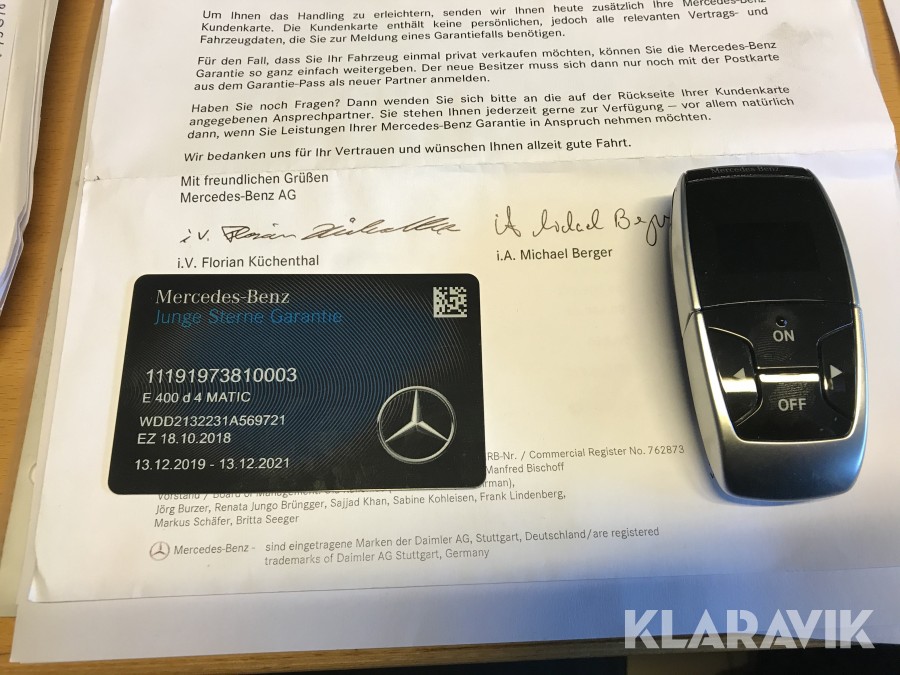 Um Ihnen das Handling zu erleichtern, senden wir Ihnen heute zusätzlich Ihre Mercedes-Benz
Kundenkarte. Die Kundenkarte enthält keine persönlichen, jedoch alle relevanten Vertrags- und
Fahrzeugdaten, die Sie zur Meldung eines Garantiefalls benötigen.
Für den Fall, dass Sie Ihr Fahrzeug einmal privat verkaufen möchten, können Sie die Mercedes-Benz
Garantie so ganz einfach weitergeben. Der neue Besitzer muss sich dann nur noch mit der Postkarte
aus dem Garantie-Pass als neuer Partner anmelden.
Haben Sie noch Fragen? Dann wenden Sie sich bitte an die auf der Rückseite Ihrer Kundenkarte
angegebenen Ansprechpartner. Sie stehen Ihnen jederzeit gerne zur Verfügung – vor allem natürlich
dann, wenn Sie Leistungen Ihrer Mercedes-Benz Garantie in Anspruch nehmen möchten.
Wir bedanken uns für Ihr Vertrauen und wünschen Ihnen allzeit gute Fahrt.
Mit freundlichen Grüßen
Mercedes-Benz AG
i.V. Florian Küchenthal
i.A. Michael Berger
Mercedes-Benz
Junge Sterne Garantie
11191973810003
E 400 d 4 MATIC
WDD2132231A569721
EZ 18.10.2018
13.12.2019 - 13.12.2021
Mercedes-Benz
ON
OFF
RB-Nr. / Commercial Register No. 762873
Manfred Bischoff
Vorstand / Board of Management:
Jörg Burzer, Renata Jungo Brüngger, Sajjad Khan, Sabine Kohleisen, Frank Lindenberg,
Markus Schäfer, Britta Seeger
Mercedes-Benz - sind eingetragene Marken der Daimler AG, Stuttgart, Deutschland/are registered
trademarks of Daimler AG Stuttgart, Germany
KLARAVIK